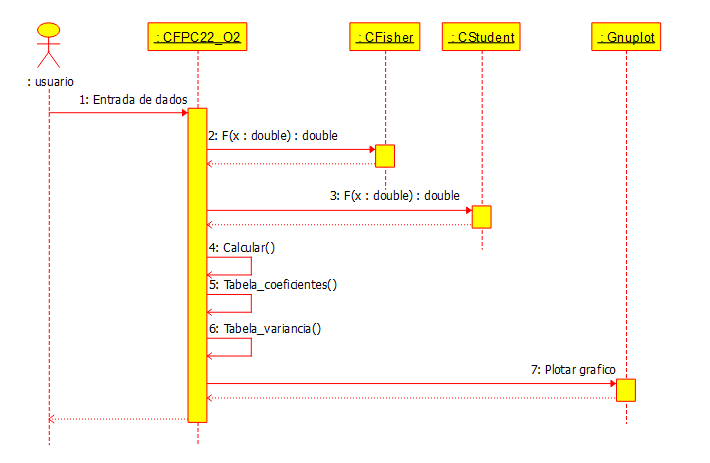 : CFPC22_O2
: CFisher
: CStudent
: Gnuplot
: usuario
1: Entrada de dados
2: F(x : double) : double
3: F(x : double) : double
4: Calcular()
5: Tabela_coeficientes()
6: Tabela_variancia()
7: Plotar grafico